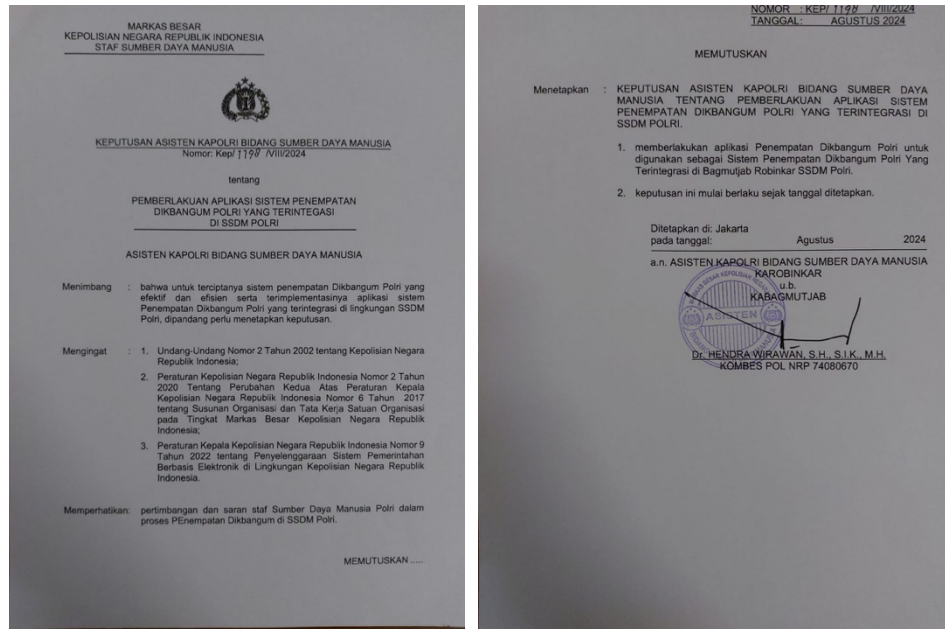 MARKAS BESAR
KEPOLISIAN NEGARA REPUBLIK INDONESIA
STAF SUMBER DAYA MANUSIA
KEPUTUSAN ASISTEN KAPOLRI BIDANG SUMBER DAYA MANUSIA
Nomor: Kep/ 1198 /VIII/2024
tentang
PEMBERLAKUAN APLIKASI SISTEM PENEMPATAN
DIKBANGUM POLRI YANG TERINTEGASI
DI SSDM POLRI
ASISTEN KAPOLRI BIDANG SUMBER DAYA MANUSIA
Menimbang : bahwa untuk terciptanya sistem penempatan Dikbangum Polri yang
efektif dan efisien serta terimplementasinya aplikasi sistem
Penempatan Dikbangum Polri yang terintegrasi di lingkungan SSDM
Polri, dipandang perlu menetapkan keputusan.
Mengingat : 1. Undang-Undang Nomor 2 Tahun 2002 tentang Kepolisian Negara
Republik Indonesia;
2. Peraturan Kepolisian Negara Republik Indonesia Nomor 2 Tahun
2020 Tentang Perubahan Kedua Atas Peraturan Kepala
Kepolisian Negara Republik Indonesia Nomor 6 Tahun 2017
tentang Susunan Organisasi dan Tata Kerja Satuan Organisasi
pada Tingkat Markas Besar Kepolisian Negara Republik
Indonesia;
3. Peraturan Kepala Kepolisian Negara Republik Indonesia Nomor 9
Tahun 2022 tentang Penyelenggaraan Sistem Pemerintahan
Berbasis Elektronik di Lingkungan Kepolisian Negara Republik
Indonesia.
Memperhatikan: pertimbangan dan saran staf Sumber Daya Manusia Polri dalam
proses PEnempatan Dikbangum di SSDM Polri.
MEMUTUSKAN .....
NOMOR : KEP/ 1198 /VIII/2024
TANGGAL: AGUSTUS 2024
MEMUTUSKAN
Menetapkan : KEPUTUSAN ASISTEN KAPOLRI BIDANG SUMBER DAYA
MANUSIA TENTANG PEMBERLAKUAN APLIKASI SISTEM
PENEMPATAN DIKBANGUM POLRI YANG TERINTEGRASI DI
SSDM POLRI.
1. memberlakukan aplikasi Penempatan Dikbangum Polri untuk
digunakan sebagai Sistem Penempatan Dikbangum Polri Yang
Terintegrasi di Bagmutjab Robinkar SSDM Polri.
2. keputusan ini mulai berlaku sejak tanggal ditetapkan.
Ditetapkan di: Jakarta
pada tanggal: Agustus 2024
a.n. ASISTEN KAPOLRI BIDANG SUMBER DAYA MANUSIA
KAROBINKAR
u.b.
KABAGMUTJAB
ASISTEN
Dr. HENDRA WIRAWAN, S.H., S.I.K., M.H.
KOMBES POL NRP 74080670